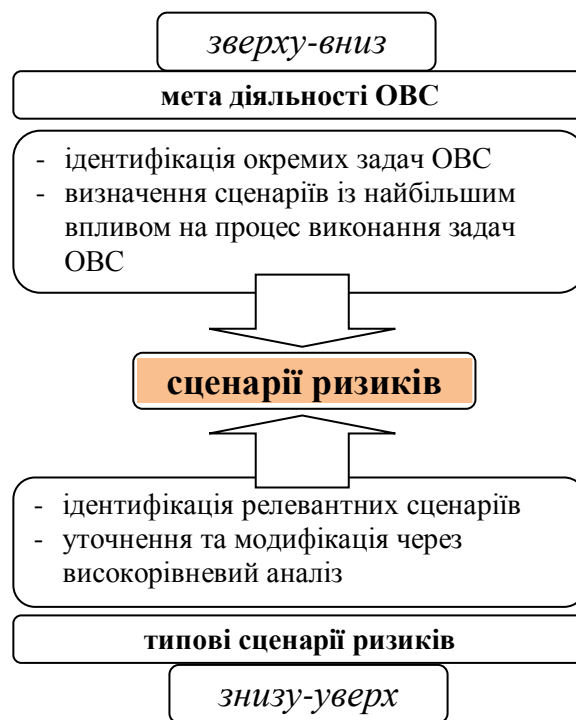 зверху-вниз
мета діяльності ОВС
- ідентифікація окремих задач ОВС
- визначення сценаріїв із найбільшим
впливом на процес виконання задач
ОВС
сценарії ризиків
- ідентифікація релевантних сценаріїв
- уточнення та модифікація через
високорівневий аналіз
типові сценарії ризиків
знизу-уверх